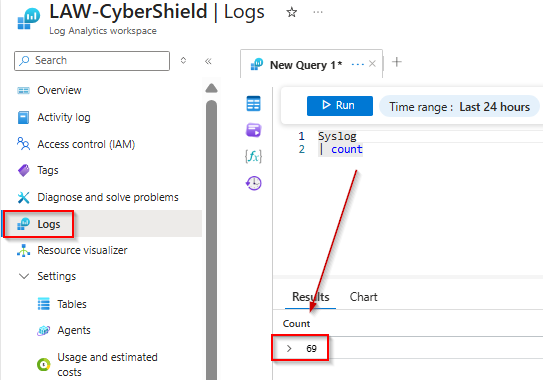 LAW-CyberShield | Logs
Log Analytics workspace
Search
Overview
Activity log
Access control (IAM)
Tags
Diagnose and solve problems
Logs
Resource visualizer
Settings
Tables
Agents
Usage and estimated
costs
New Query 1*
Run
Time range : Last 24 hours
1 Syslog
2 | count
Results Chart
Count
69